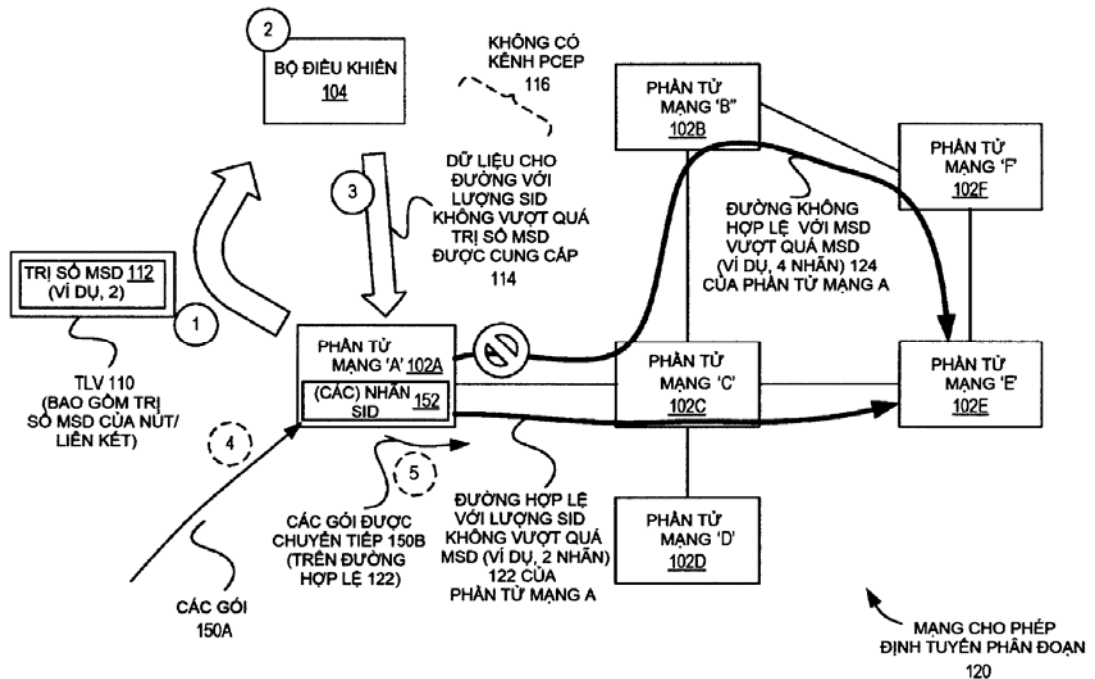 2
BỘ ĐIỀU KHIỂN
104
KHÔNG CÓ
KÊNH PCEP
116
3
DỮ LIỆU CHO
ĐƯỜNG VỚI
LƯỢNG SID
KHÔNG VƯỢT QUÁ
TRỊ SỐ MSD
ĐƯỢC CUNG CẤP
114
PHẦN TỬ
MẠNG 'B"
102B
PHẦN TỬ
MẠNG 'F'
102F
ĐƯỜNG KHÔNG
HỢP LỆ VỚI MSD
VƯỢT QUÁ MSD
(VÍ DỤ, 4 NHÃN) 124
CỦA PHẦN TỬ MẠNG A
TRỊ SỐ MSD 112
(VÍ DỤ, 2)
1
TLV 110
(BAO GỒM TRỊ
SỐ MSD CỦA NÚT/
LIÊN KẾT)
PHẦN TỬ
MẠNG 'A' 102A
(CÁC) NHÃN 152
SID
PHẦN TỬ
MẠNG 'C'
102C
PHẦN TỬ
MẠNG 'E'
102E
4
5
CÁC GÓI ĐƯỢC
CHUYỂN TIẾP 150B
(TRÊN ĐƯỜNG
HỢP LỆ 122)
ĐƯỜNG HỢP LỆ
VỚI LƯỢNG SID
KHÔNG VƯỢT QUÁ
MSD (VÍ DỤ, 2 NHÃN)
122 CỦA
PHẦN TỬ MẠNG A
PHẦN TỬ
MẠNG 'D'
102D
CÁC GÓI
150A
MẠNG CHO PHÉP
ĐỊNH TUYẾN PHÂN ĐOẠN
120